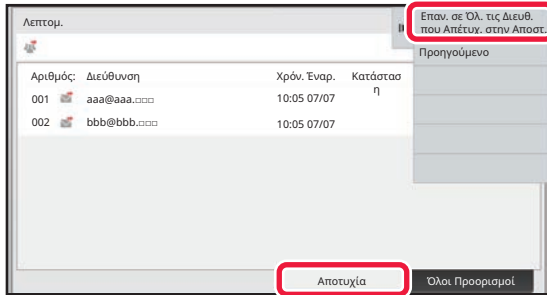 Λεπτομ.
Επαν. σε Όλ. τις Διευθ.
που Απέτυχ. στην Αποστ.
Προηγούμενο
Αριθμός: Διεύθυνση Χρόν. Έναρ. Κατάστασ
η
001 aaa@aaa.□□□ 10:05 07/07
002 bbb@bbb.□□□ 10:05 07/07
Αποτυχία Όλοι Προορισμοί